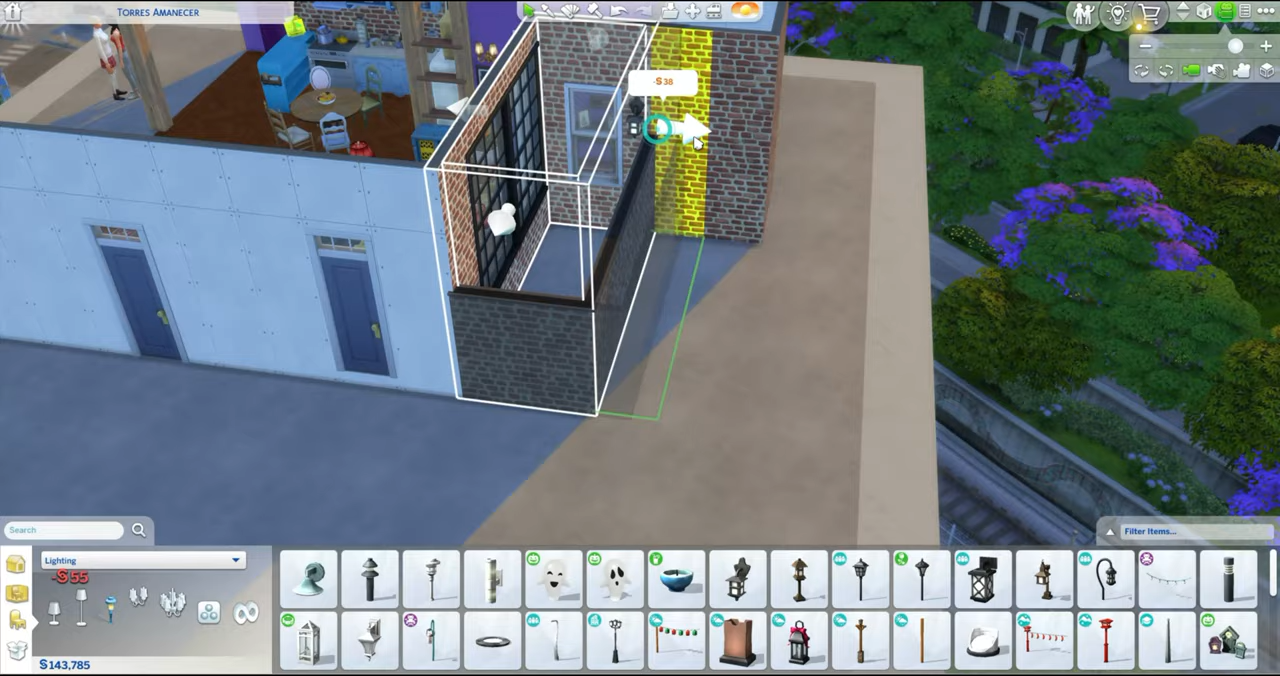 TORRES AMANECER
-§38
Search
Filter Items...
Lighting
-§55
§143,785